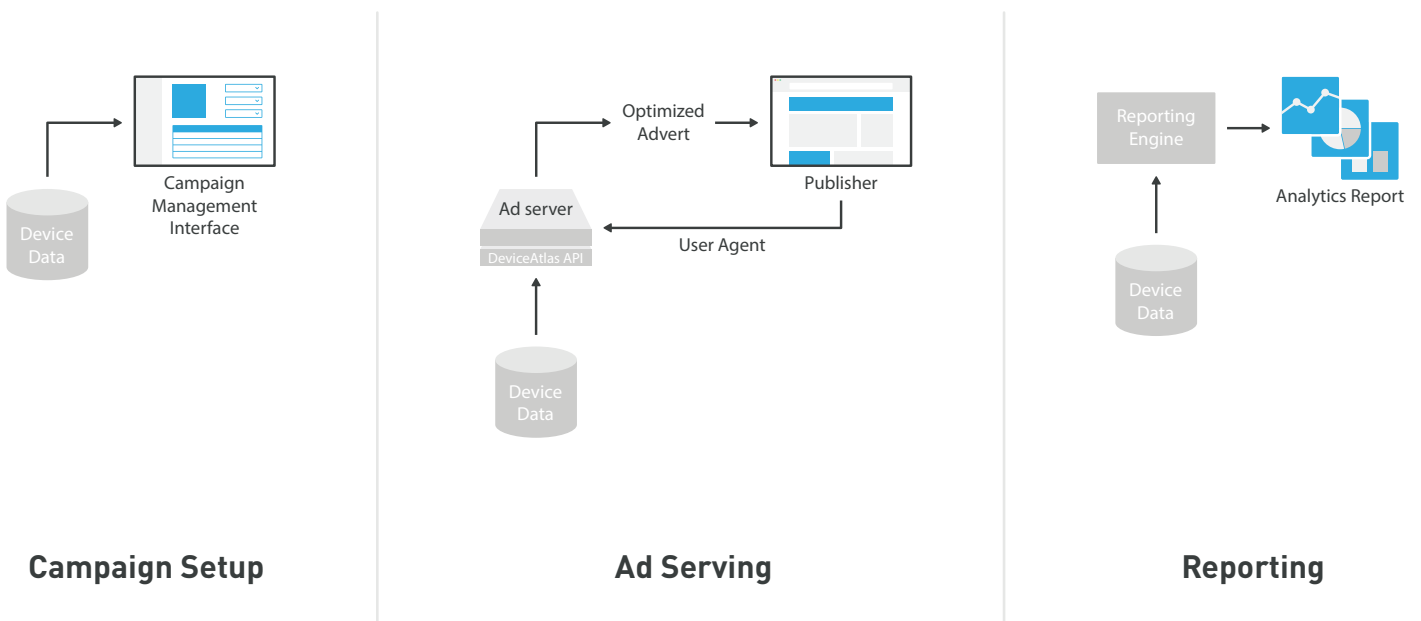 Device
Data
Campaign
Management
Interface
Campaign Setup
Optimized
Advert
Publisher
Ad server
DeviceAtlas API
User Agent
Device
Data
Ad Serving
Reporting
Engine
Analytics Report
Device
Data
Reporting